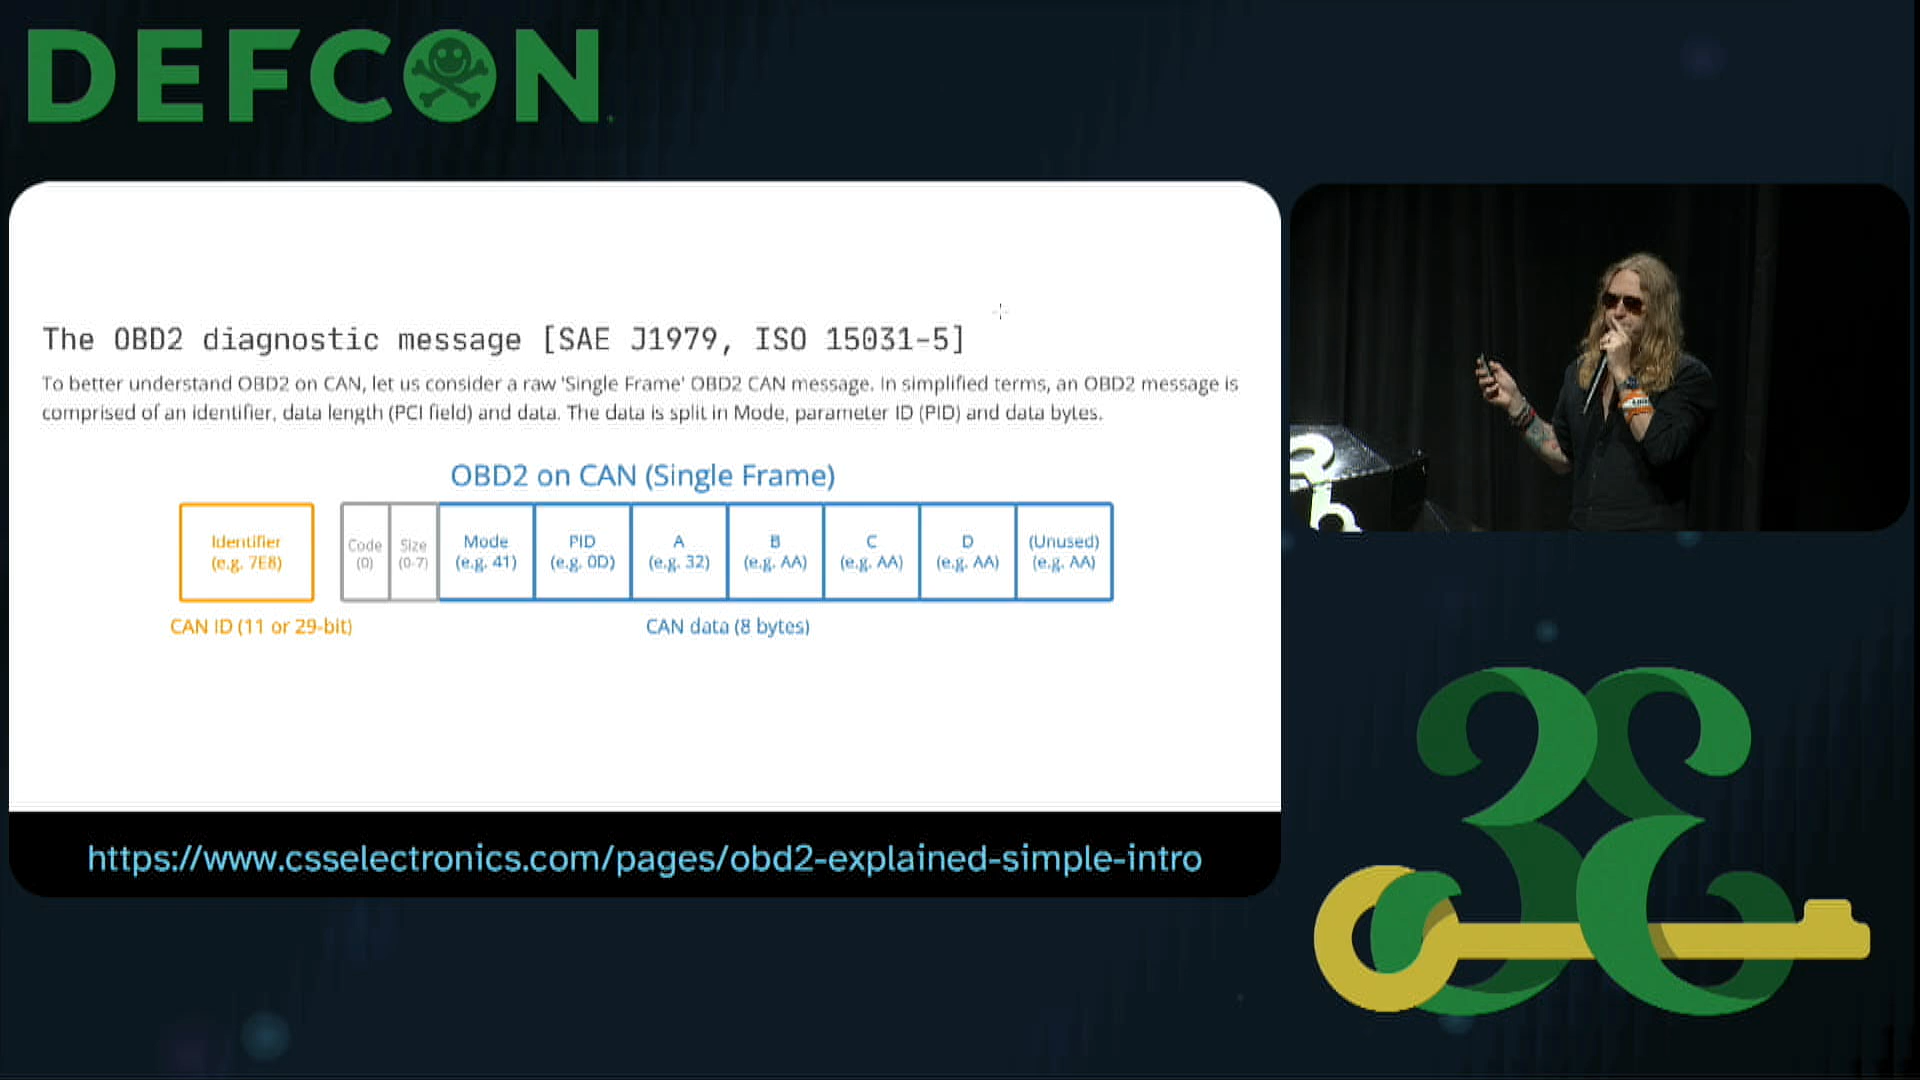 DEFCON
The OBD2 diagnostic message [SAE J1979, ISO 15031-5]
To better understand OBD2 on CAN, let us consider a raw 'Single Frame' OBD2 CAN message. In simplified terms, an OBD2 message is
comprised of an identifier, data length (PCI field) and data. The data is split in Mode, parameter ID (PID) and data bytes.
OBD2 on CAN (Single Frame)
Identifier
(e.g. 7E8)
Code
(0)
Size
(0-7)
Mode
(e.g. 41)
PID
(e.g. 0D)
A
(e.g. 32)
B
(e.g. AA)
C
(e.g. AA)
D
(e.g. AA)
(Unused)
(e.g. AA)
CAN ID (11 or 29-bit)
CAN data (8 bytes)
https://www.csselectronics.com/pages/obd2-explained-simple-intro